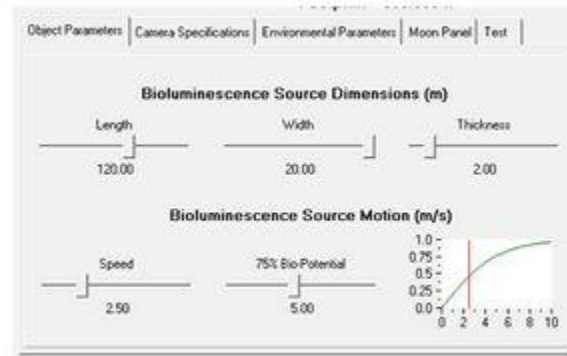 Object Parameters Camera Specifications Environmental Parameters Moon Panel Test
Bioluminescence Source Dimensions (m)
Length Width Thickness
120.00 20.00 2.00
Bioluminescence Source Motion (m/s)
Speed 75% Bio-Potential
2.50 5.00
1.0
0.75
0.5
0.25
0
0 2 4 6 8 10